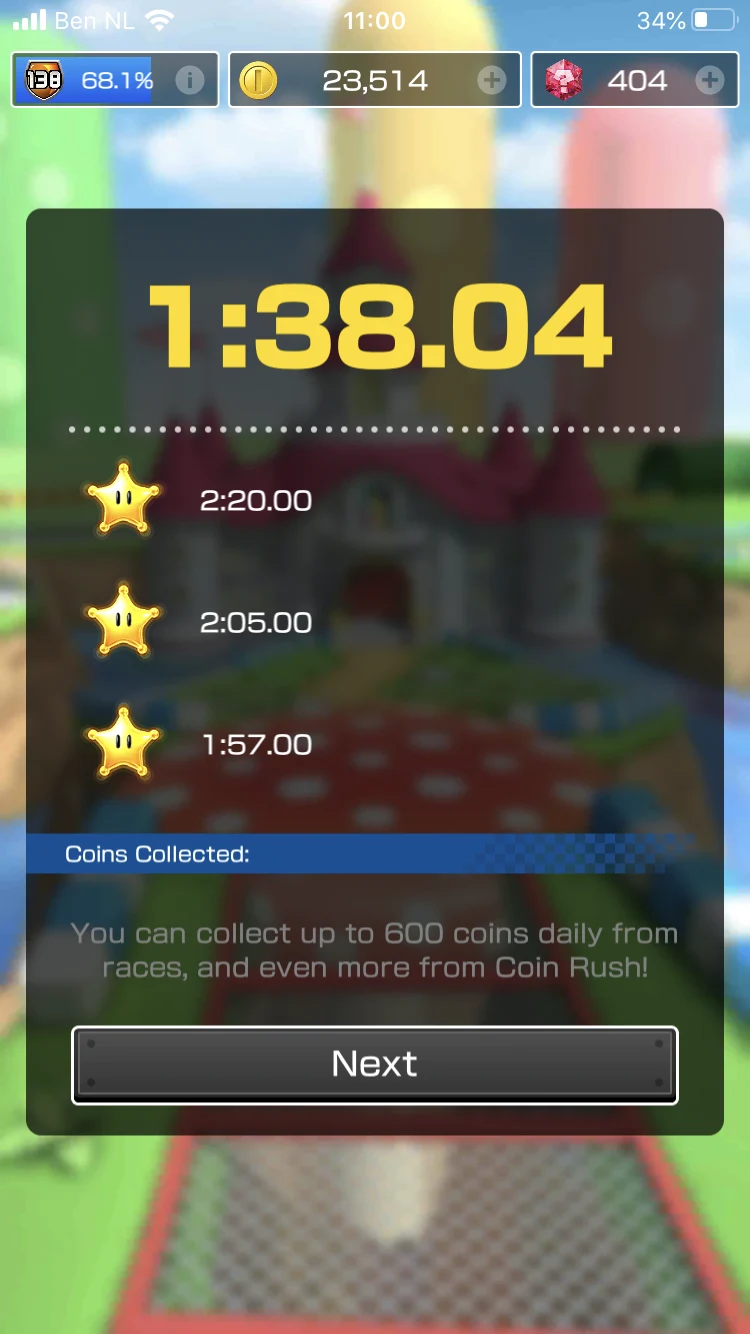 Ben NL 11:00 34%
138 68.1% i 23,514 + 404 +
1:38.04
2:20.00
2:05.00
1:57.00
Coins Collected:
You can collect up to 600 coins daily from
races, and even more from Coin Rush!
Next